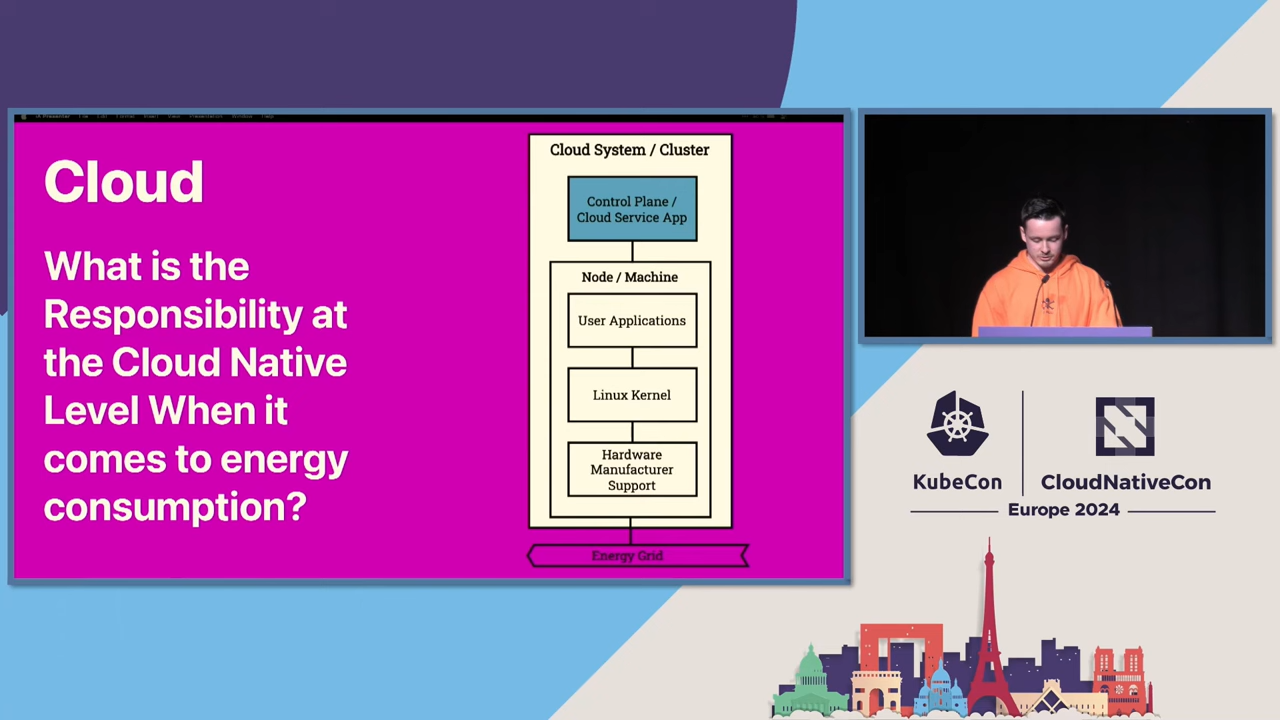 Cloud
What is the
Responsibility at
the Cloud Native
Level When it
comes to energy
consumption?
Cloud System / Cluster
Control Plane /
Cloud Service App
Node / Machine
User Applications
Linux Kernel
Hardware
Manufacturer
Support
Energy Grid
KubeCon
CloudNativeCon
Europe 2024